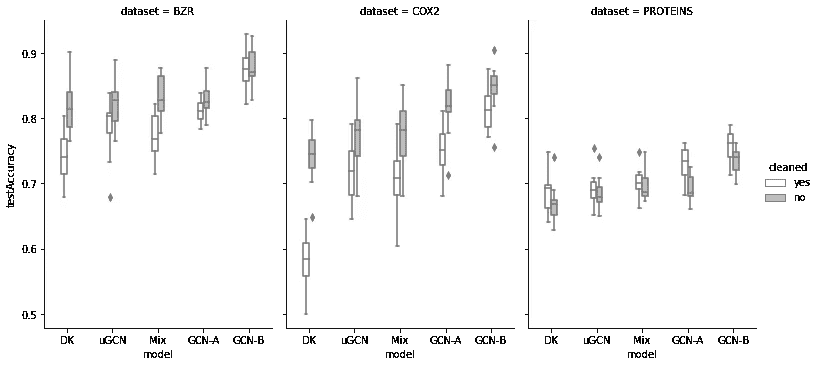 dataset = BZR
dataset = COX2
dataset = PROTEINS
testAccuracy
0.9
0.8
0.7
0.6
0.5
DK uGCN Mix GCN-A GCN-B
model
DK uGCN Mix GCN-A GCN-B
model
DK uGCN Mix GCN-A GCN-B
model
cleaned
yes
no